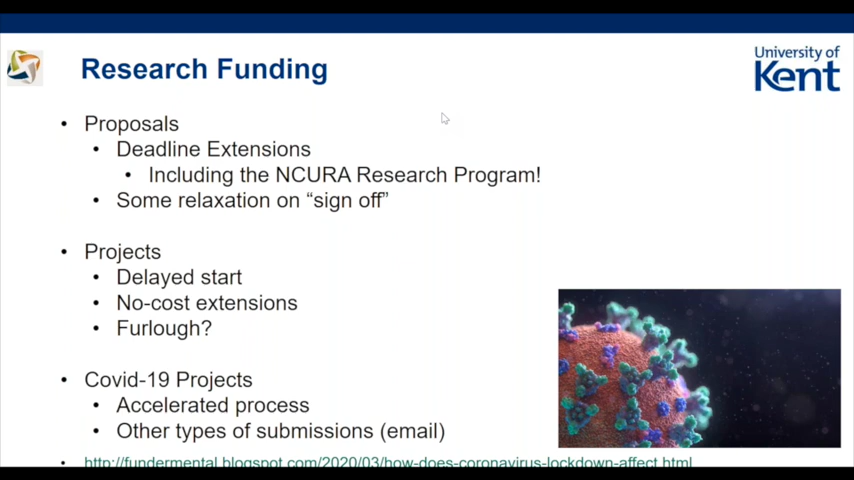 University of
Kent
Research Funding
• Proposals
• Deadline Extensions
• Including the NCURA Research Program!
• Some relaxation on “sign off”
• Projects
• Delayed start
• No-cost extensions
• Furlough?
• Covid-19 Projects
• Accelerated process
• Other types of submissions (email)
• http://fundermental.blogspot.com/2020/03/how-does-coronavirus-lockdown-affect.html